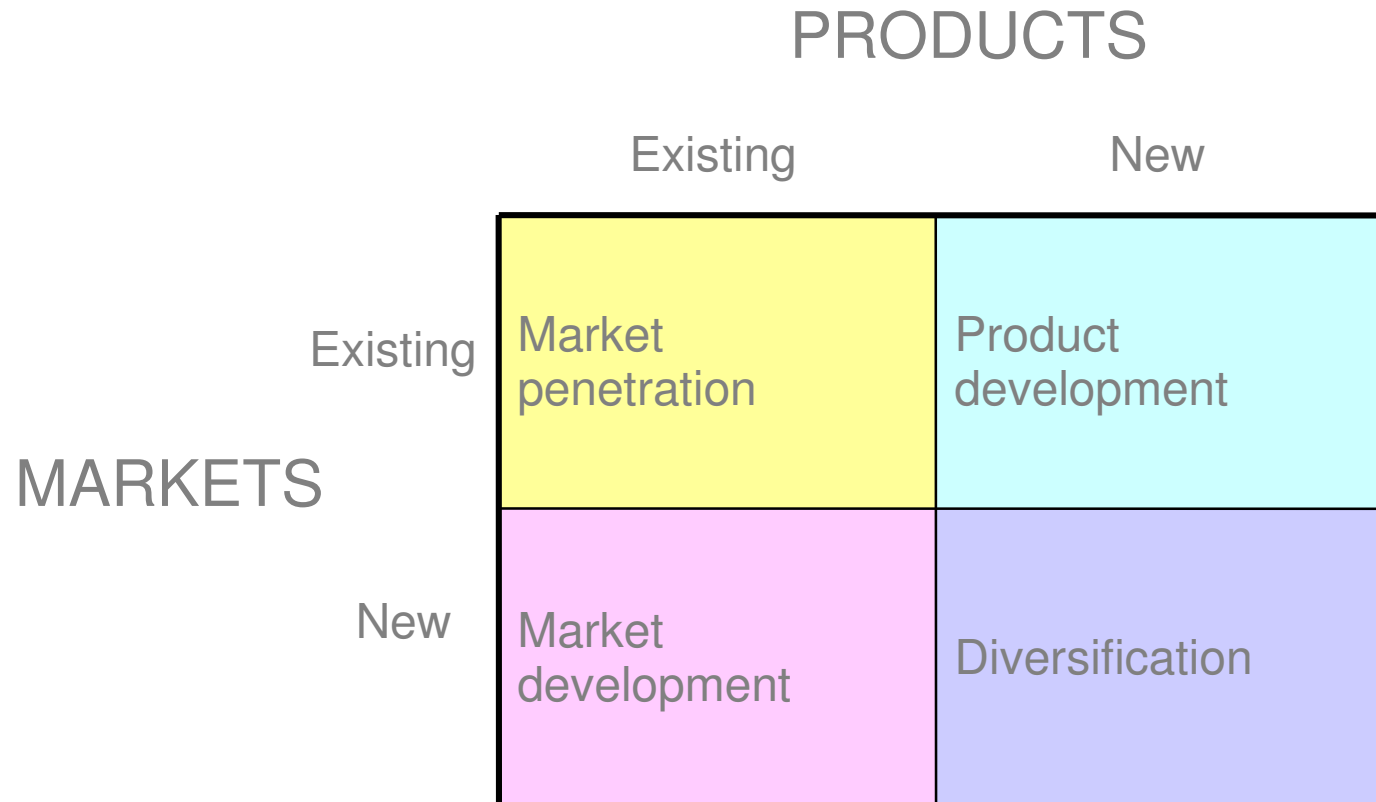 PRODUCTS
Existing
New
Existing
Market
penetration
Product
development
MARKETS
New
Market
development
Diversification